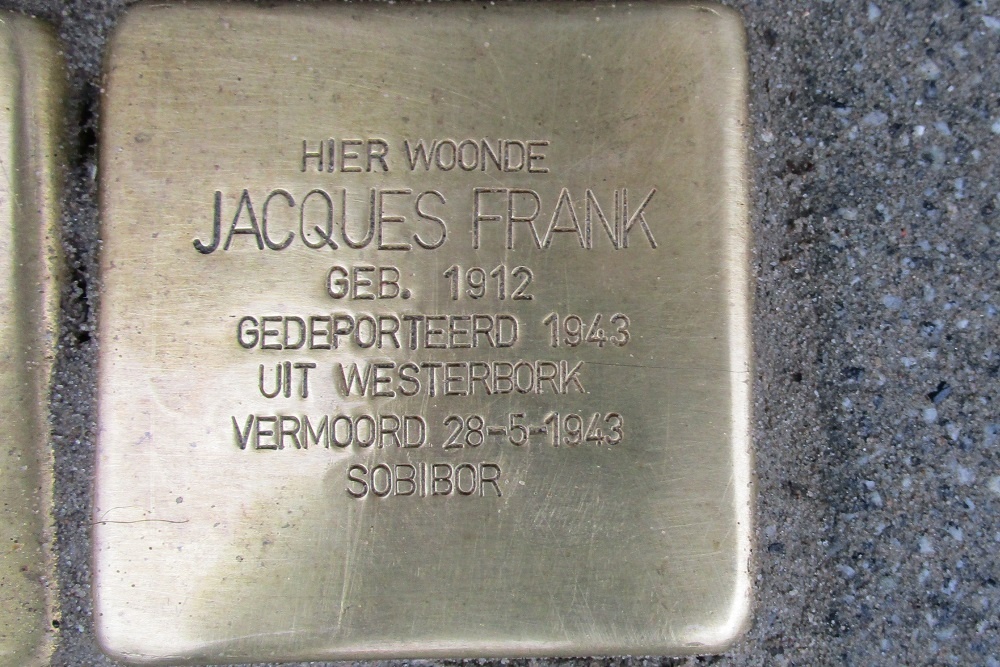 HIER WOONDE
JACQUES FRANK
GEB. 1912
GEDEPORTEERD 1943
UIT WESTERBORK
VERMOORD 28-5-1943
SOBIBOR